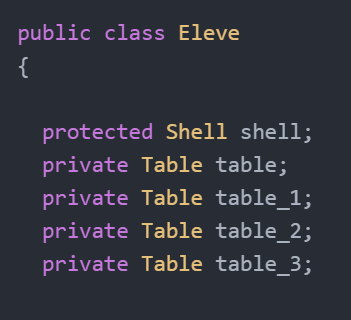 public class Eleve
{
protected Shell shell;
private Table table;
private Table table_1;
private Table table_2;
private Table table_3;